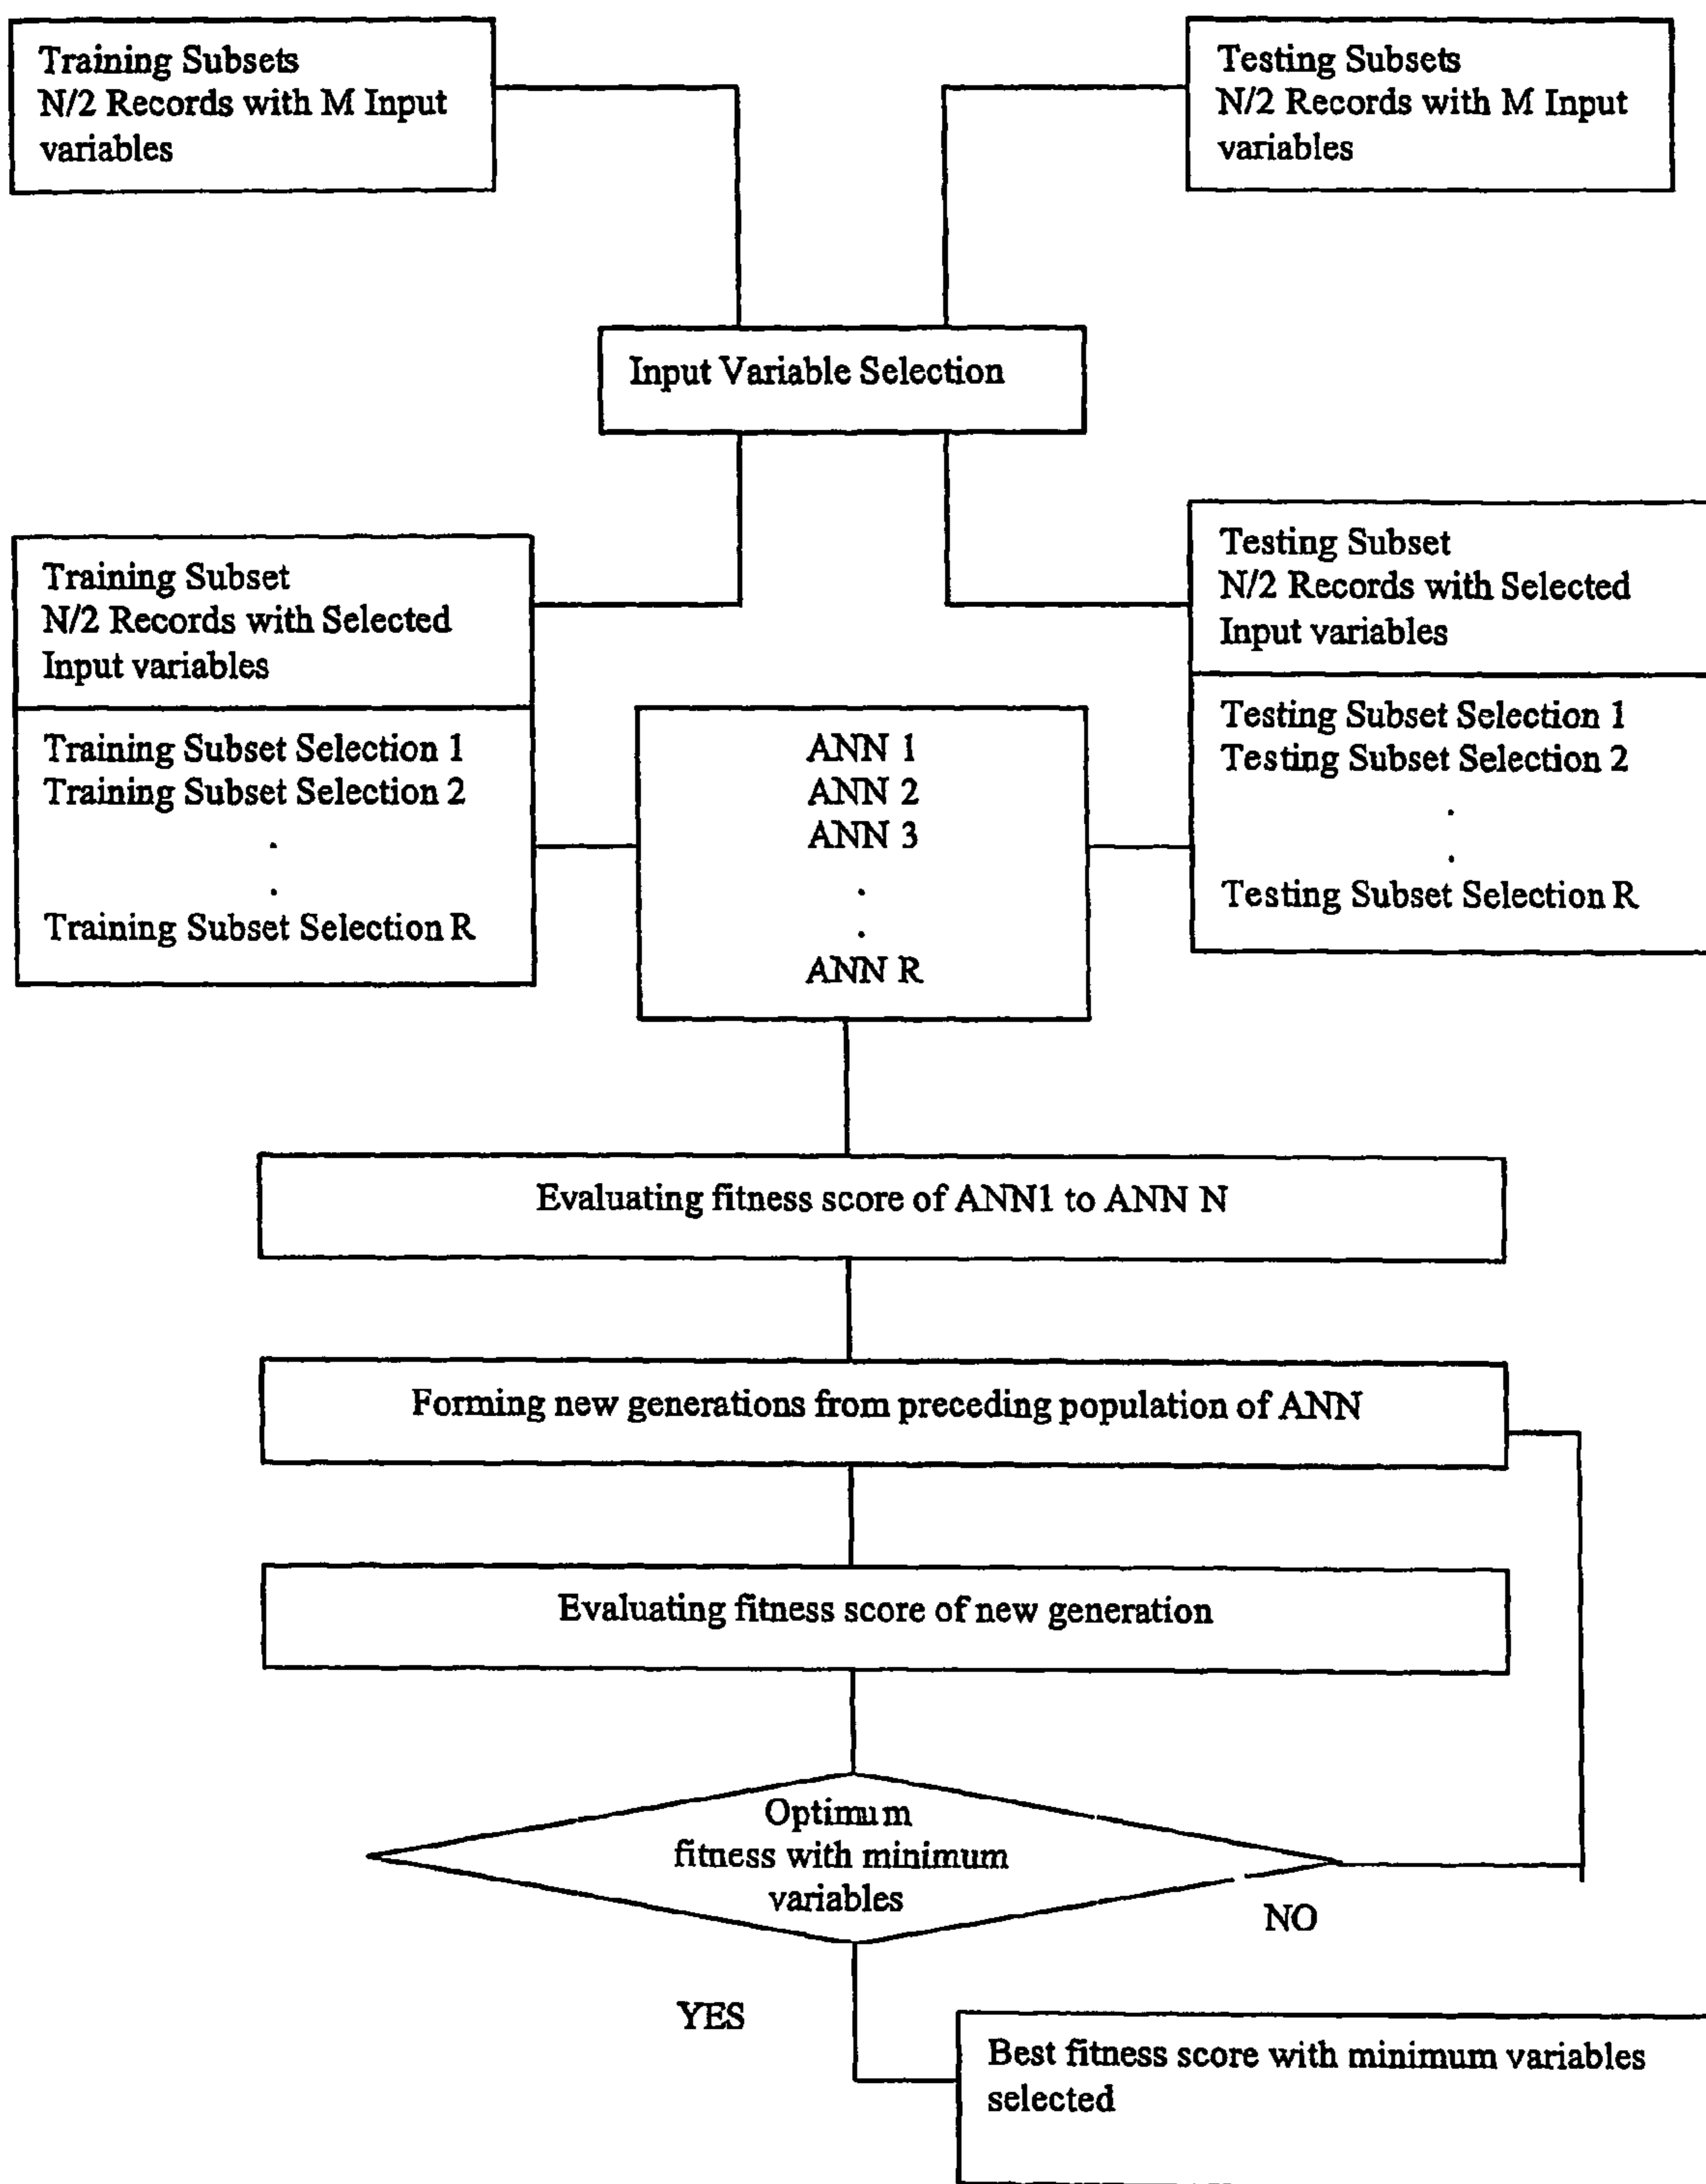 Training Subsets
N/2 Records with M Input
variables
Testing Subsets
N/2 Records with M Input
variables
Input Variable Selection
Training Subset
N/2 Records with Selected
Input variables
Training Subset Selection 1
Training Subset Selection 2
.
.
Training Subset Selection R
ANN 1
ANN 2
ANN 3
.
.
ANN R
Testing Subset
N/2 Records with Selected
Input variables
Testing Subset Selection 1
Testing Subset Selection 2
.
.
Testing Subset Selection R
Evaluating fitness score of ANN1 to ANN N
Forming new generations from preceding population of ANN
Evaluating fitness score of new generation
Optimum
fitness with minimum
variables
NO
YES
Best fitness score with minimum variables
selected